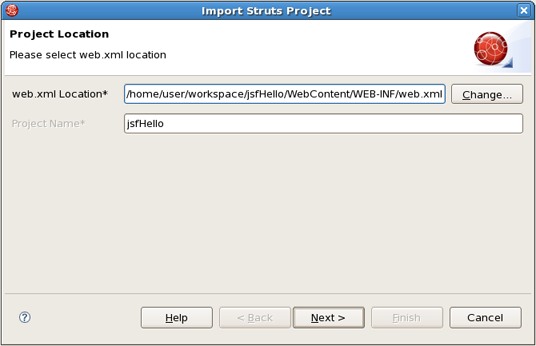 Import Struts Project
Project Location
Please select web.xml location
web.xml Location* /home/user/workspace/jsfHello/WebContent/WEB-INF/web.xml Change...
Project Name* jsfHello
? Help < Back Next > Finish Cancel